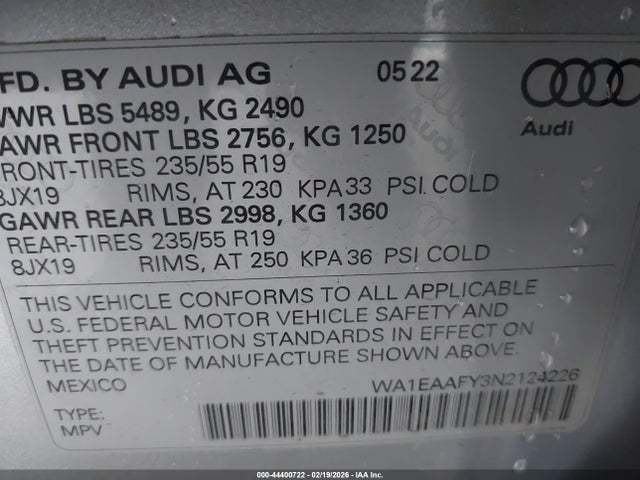 FD. BY AUDI AG 05 22
VWR LBS 5489, KG 2490
AWR FRONT LBS 2756, KG 1250
FRONT-TIRES 235/55 R19
8JX19 RIMS, AT 230 KPA 33 PSI COLD
GAWR REAR LBS 2998, KG 1360
REAR-TIRES 235/55 R19
8JX19 RIMS, AT 250 KPA 36 PSI COLD
Audi
THIS VEHICLE CONFORMS TO ALL APPLICABLE
U.S. FEDERAL MOTOR VEHICLE SAFETY AND
THEFT PREVENTION STANDARDS IN EFFECT ON
THE DATE OF MANUFACTURE SHOWN ABOVE.
MEXICO WA1EAAFY3N2124226
TYPE:
MPV
000-44400722 - 02/19/2026 - IAA Inc.